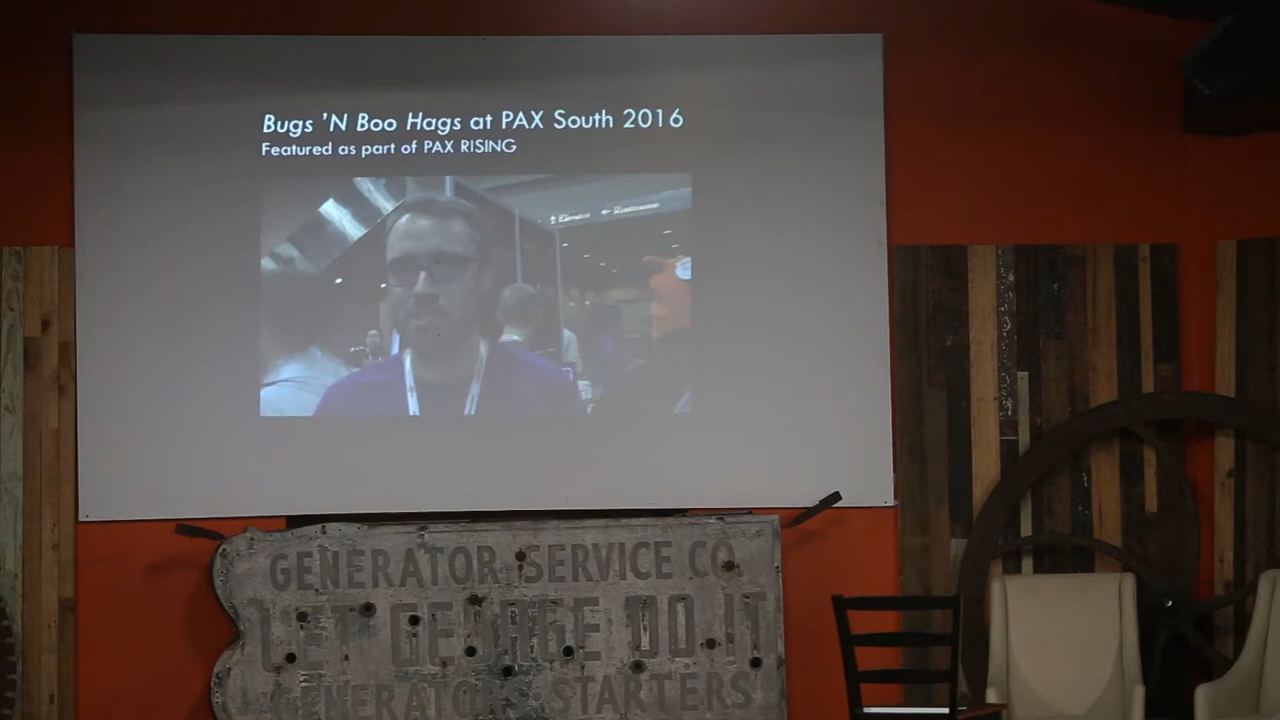 Bugs 'N Boo Hags at PAX South 2016
Featured as part of PAX RISING
GENERATOR SERVICE CO.
LET GEORGE DO IT
GENERATORS - STARTERS